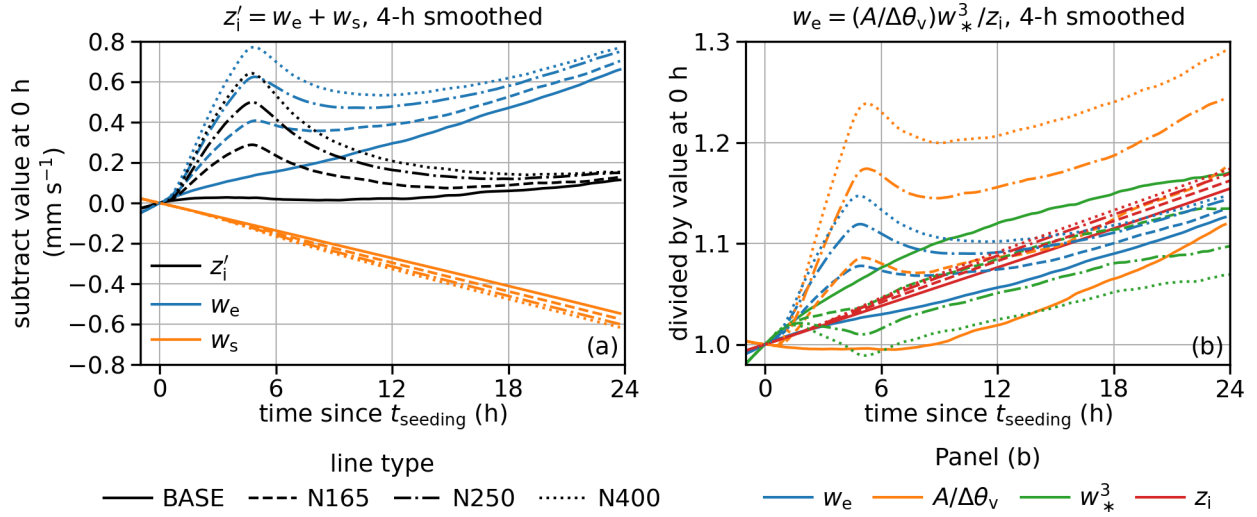 z′ᵢ = wₑ + wₛ, 4-h smoothed
subtract value at 0 h
(mm s⁻¹)
0.8
0.6
0.4
0.2
0.0
−0.2
−0.4
−0.6
−0.8
z′ᵢ
wₑ
wₛ
(a)
0 6 12 18 24
time since t_seeding (h)
wₑ = (A/Δθᵥ)w³∗/zᵢ, 4-h smoothed
divided by value at 0 h
1.3
1.2
1.1
1.0
(b)
0 6 12 18 24
time since t_seeding (h)
line type
BASE N165 N250 N400
Panel (b)
wₑ A/Δθᵥ w³∗ zᵢ